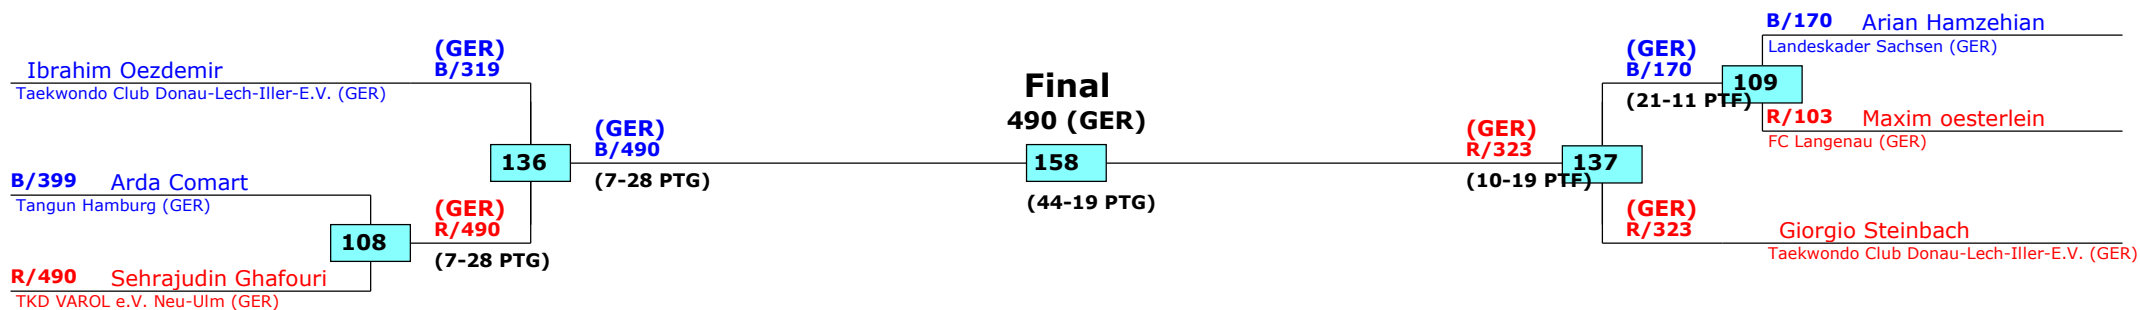 Ibrahim Oezdemir
Taekwondo Club Donau-Lech-Iller-E.V. (GER)
(GER)
B/319
B/399 Arda Comart
Tangun Hamburg (GER)
108
R/490 Sehrajudin Ghafouri
TKD VAROL e.V. Neu-Ulm (GER)
(GER)
R/490
(7-28 PTG)
136
(GER)
B/490
(7-28 PTG)
Final
490 (GER)
158
(44-19 PTG)
(GER)
R/323
(10-19 PTF)
137
(GER)
B/170
(21-11 PTF)
109
B/170 Arian Hamzehian
Landeskader Sachsen (GER)
R/103 Maxim oesterlein
FC Langenau (GER)
(GER)
R/323
Giorgio Steinbach
Taekwondo Club Donau-Lech-Iller-E.V. (GER)